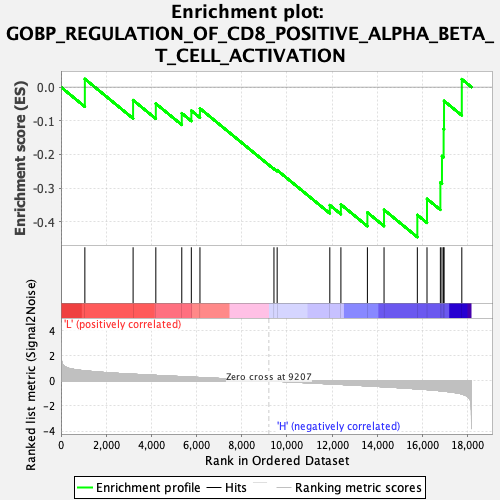 Enrichment plot:
GOBP_REGULATION_OF_CD8_POSITIVE_ALPHA_BETA_
T_CELL_ACTIVATION
Enrichment score (ES)
0.0
-0.1
-0.2
-0.3
-0.4
Ranked list metric (Signal2Noise)
'L' (positively correlated)
4
2
0
-2
-4
Zero cross at 9207
'H' (negatively correlated)
0
2,000
4,000
6,000
8,000
10,000
12,000
14,000
16,000
18,000
Rank in Ordered Dataset
Enrichment profile
Hits
Ranking metric scores